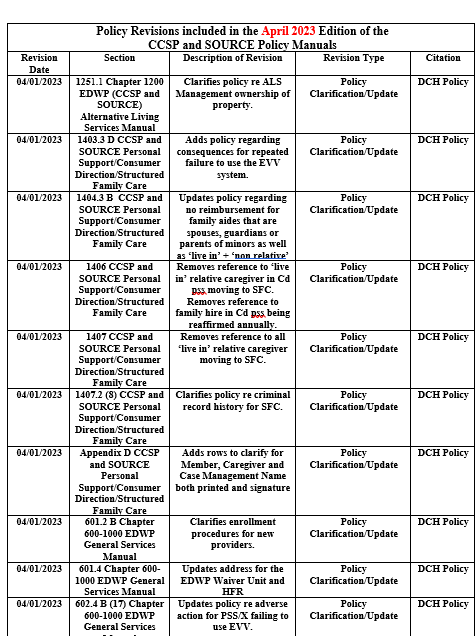 Policy Revisions included in the April 2023 Edition of the
CCSP and SOURCE Policy Manuals
Revision Date
Section
Description of Revision
Revision Type
Citation
04/01/2023
1251.1 Chapter 1200
EDWP (CCSP and
SOURCE)
Alternative Living
Services Manual
Clarifies policy re ALS
Management ownership of
property.
Policy
Clarification/Update
DCH Policy
04/01/2023
1403.3 D CCSP and
SOURCE Personal
Support/Consumer
Direction/Structured
Family Care
Adds policy regarding
consequences for repeated
failure to use the EVV
system.
Policy
Clarification/Update
DCH Policy
04/01/2023
1404.3 B CCSP and
SOURCE Personal
Support/Consumer
Direction/Structured
Family Care
Updates policy regarding
no reimbursement for
family aides that are
spouses, guardians or
parents of minors as well
as ‘live in’ + ‘non relative’
Policy
Clarification/Update
DCH Policy
04/01/2023
1406 CCSP and
SOURCE Personal
Support/Consumer
Direction/Structured
Family Care
Removes reference to ‘live
in’ relative caregiver in Cd
pss moving to SFC.
Removes reference to
family hire in Cd pss being
reaffirmed annually.
Policy
Clarification/Update
DCH Policy
04/01/2023
1407 CCSP and
SOURCE Personal
Support/Consumer
Direction/Structured
Family Care
Removes reference to all
‘live in’ relative caregiver
moving to SFC.
Policy
Clarification/Update
DCH Policy
04/01/2023
1407.2 (8) CCSP and
SOURCE Personal
Support/Consumer
Direction/Structured
Family Care
Clarifies policy re criminal
record history for SFC.
Policy
Clarification/Update
DCH Policy
04/01/2023
Appendix D CCSP
and SOURCE
Personal
Support/Consumer
Direction/Structured
Family Care
Adds rows to clarify for
Member, Caregiver and
Case Management Name
both printed and signature
Policy
Clarification/Update
DCH Policy
04/01/2023
601.2 B Chapter
600-1000 EDWP
General Services
Manual
Clarifies enrollment
procedures for new
providers.
Policy
Clarification/Update
DCH Policy
04/01/2023
601.4 Chapter 600-
1000 EDWP General
Services Manual
Updates address for the
EDWP Waiver Unit and
HFR
Policy
Clarification/Update
DCH Policy
04/01/2023
602.4 B (17) Chapter
600-1000 EDWP
General Services
Updates policy re adverse
action for PSS/X failing to
use EVV.
Policy
Clarification/Update
DCH Policy